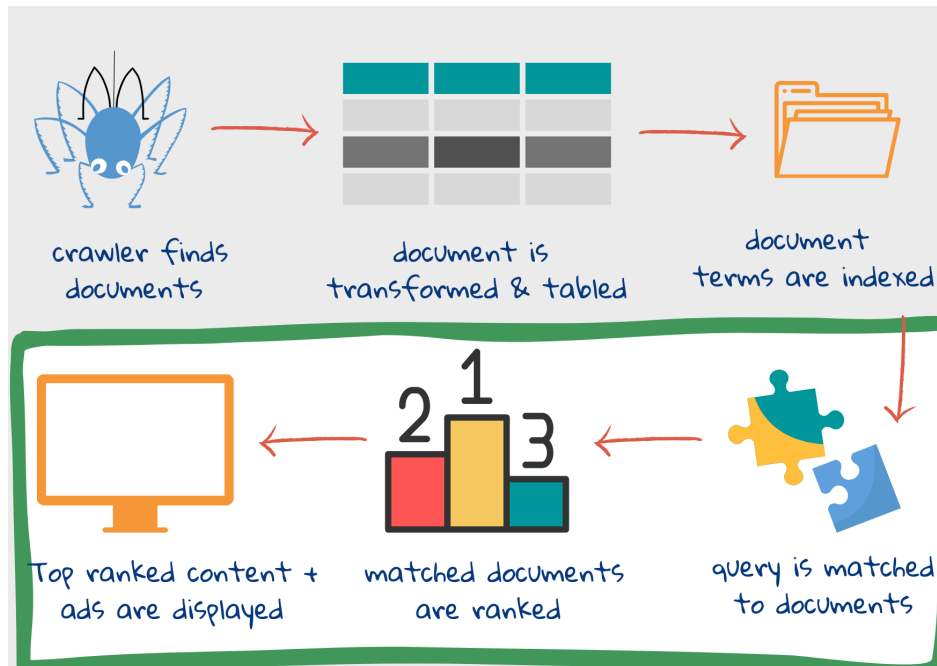 crawler finds
documents
document is
transformed & tabled
document
terms are indexed
2
1
3
Top ranked content +
ads are displayed
matched documents
are ranked
query is matched
to documents